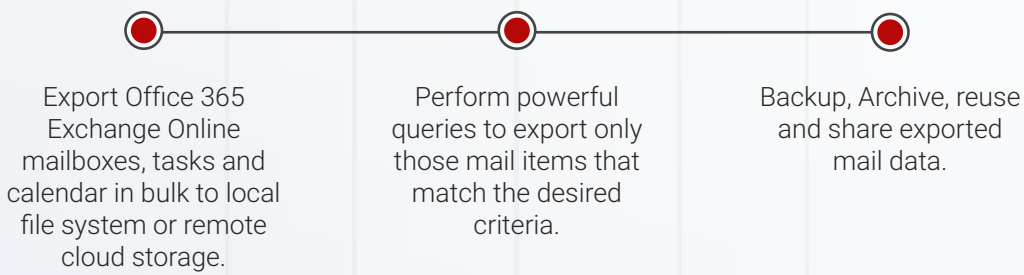 Export Office 365
Exchange Online
mailboxes, tasks and
calendar in bulk to local
file system or remote
cloud storage.
Perform powerful
queries to export only
those mail items that
match the desired
criteria.
Backup, Archive, reuse
and share exported
mail data.